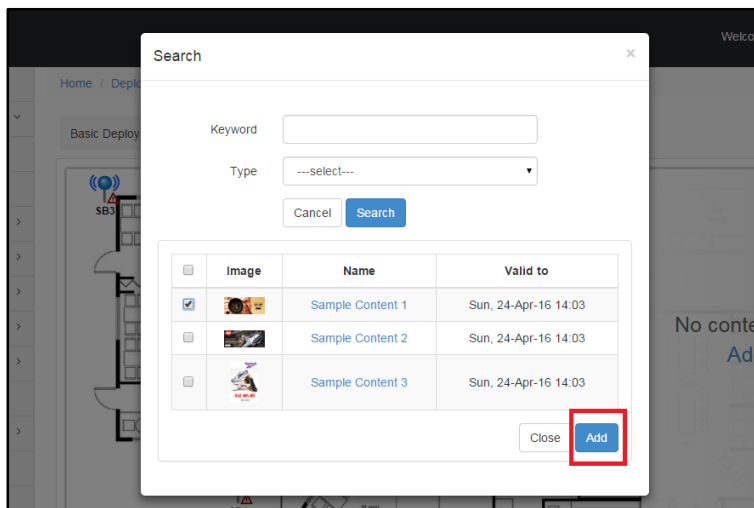 Welco
Search ×
Home / Deplo
Keyword
Basic Deploy
Type ---select---
SB3
Cancel Search
Image Name Valid to
Sample Content 1 Sun, 24-Apr-16 14:03
No conte
Sample Content 2 Sun, 24-Apr-16 14:03
Ad
Sample Content 3 Sun, 24-Apr-16 14:03
Close Add